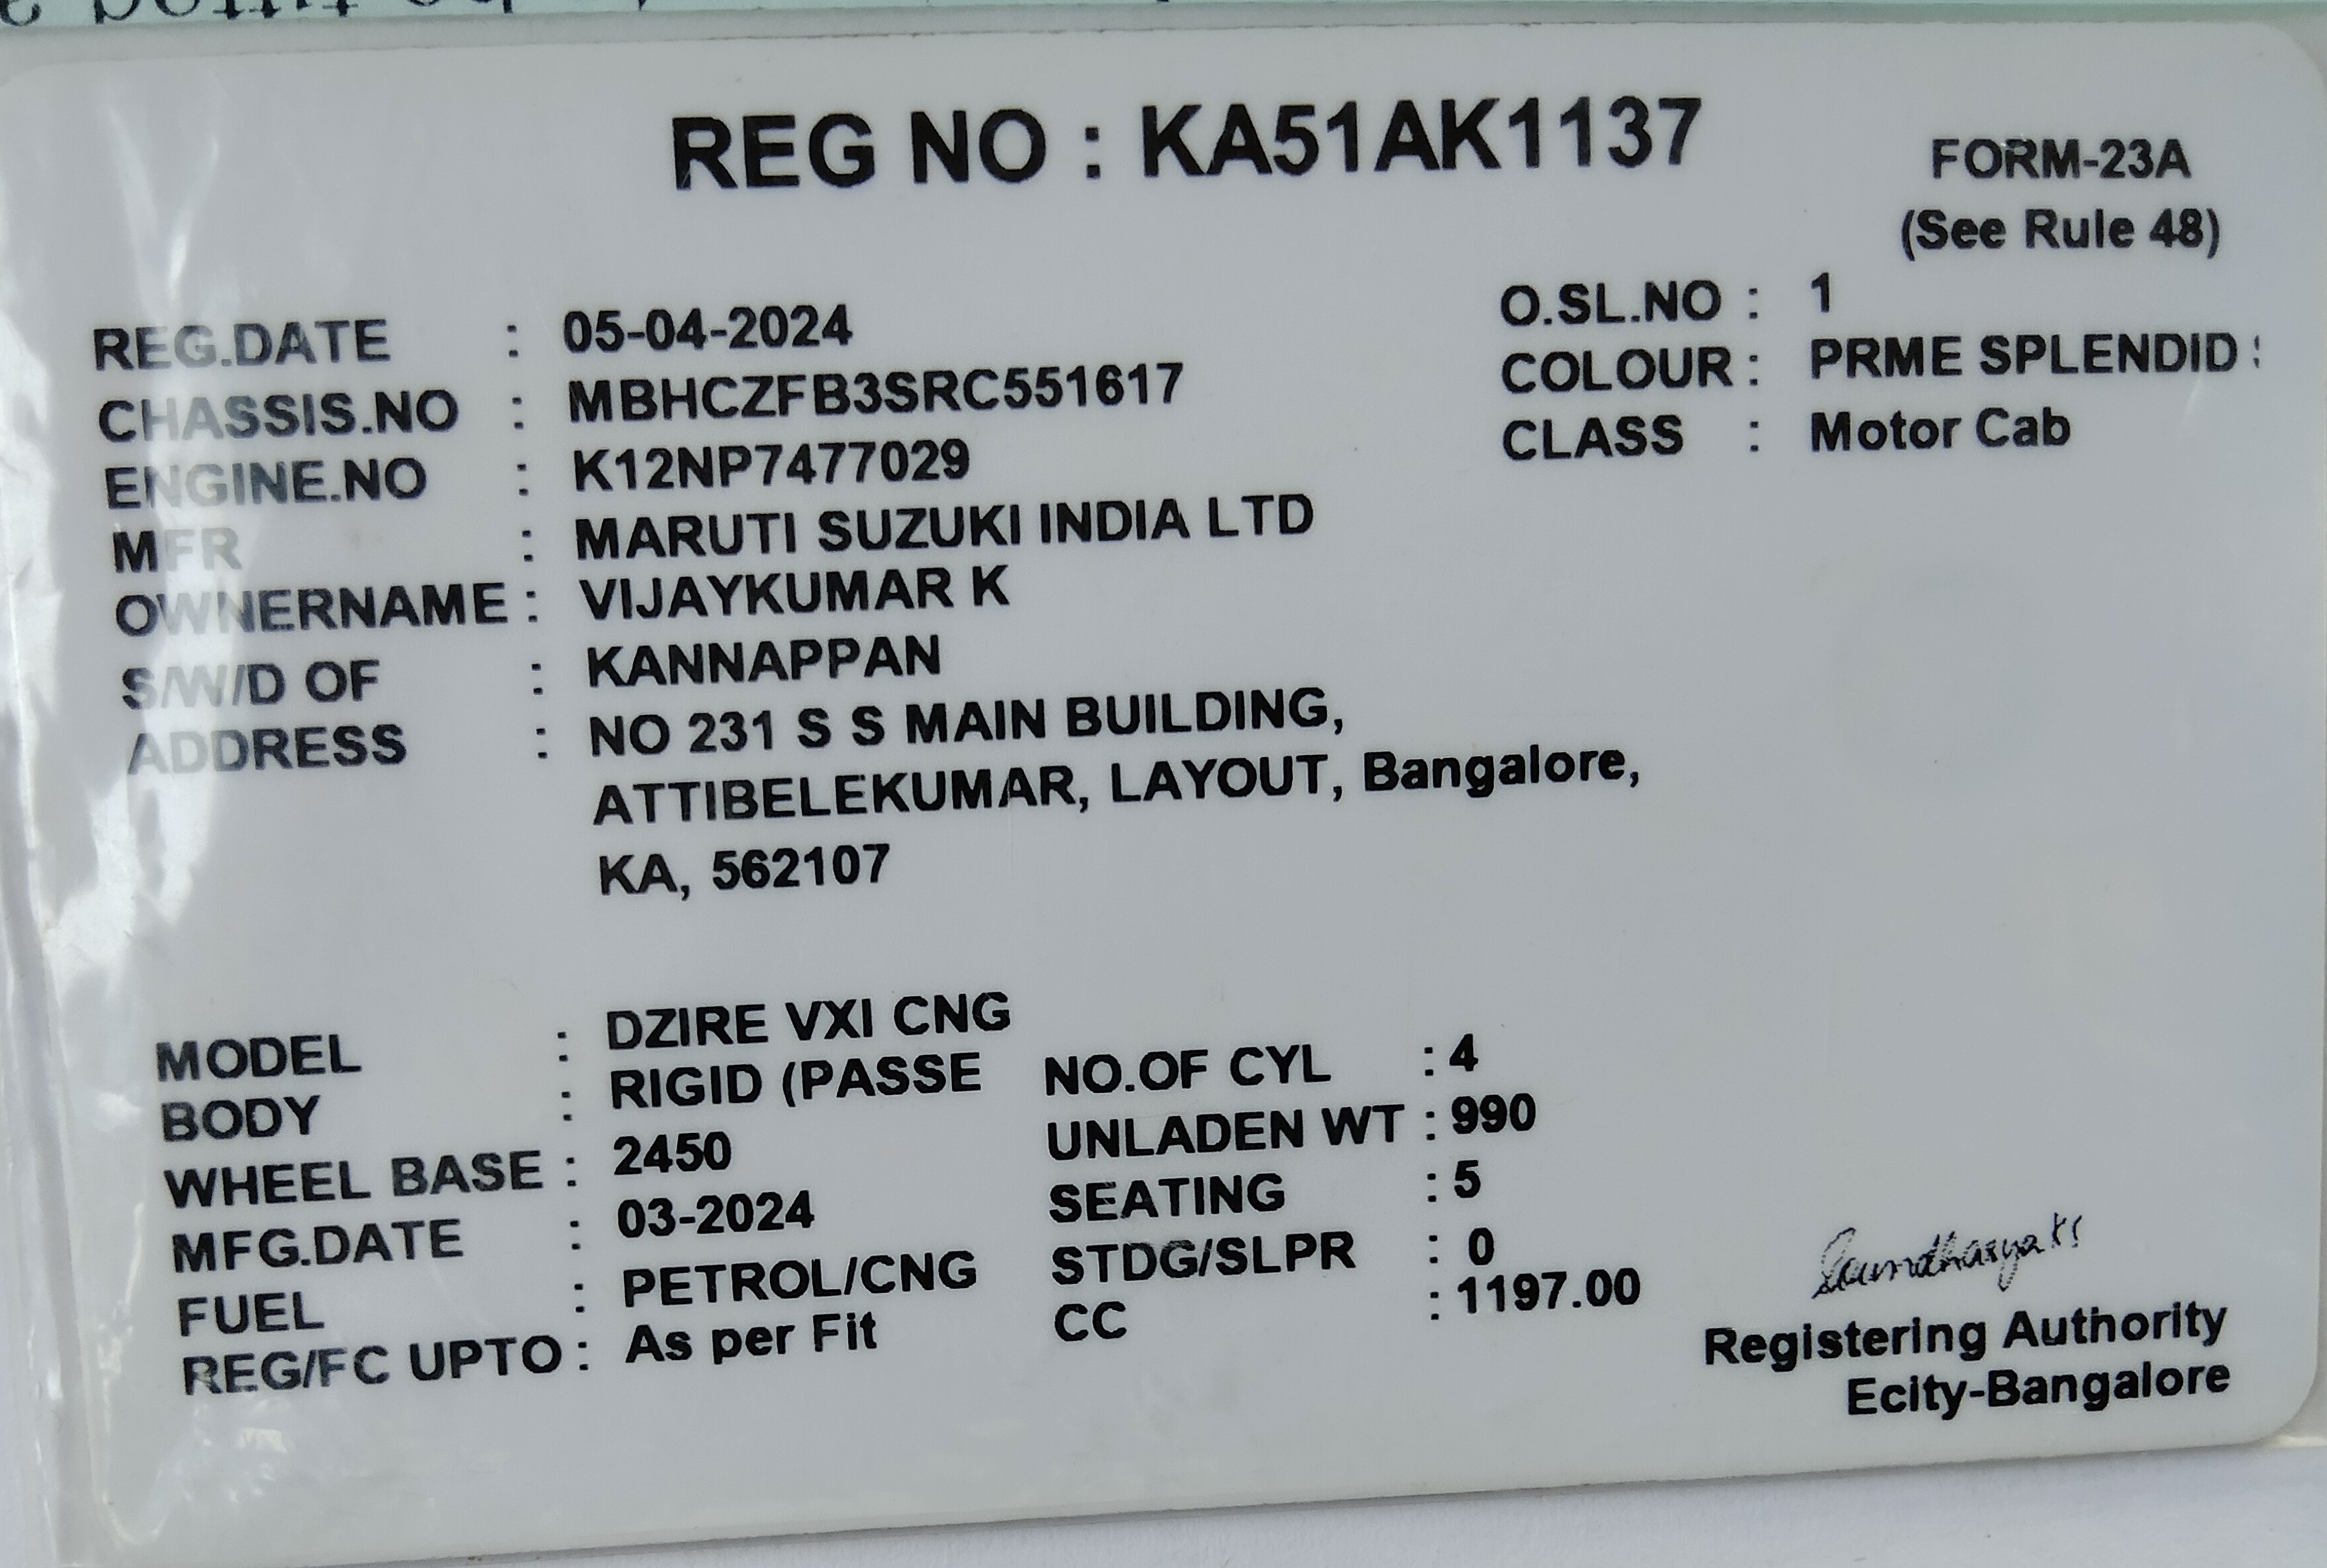 REG NO : KA51AK1137
FORM-23A
(See Rule 48)
REG.DATE : 05-04-2024
O.SL.NO : 1
CHASSIS.NO : MBHCZFB3SRC551617
COLOUR : PRME SPLENDID
ENGINE.NO : K12NP7477029
CLASS : Motor Cab
MFR : MARUTI SUZUKI INDIA LTD
OWNERNAME : VIJAYKUMAR K
S/W/D OF : KANNAPPAN
ADDRESS : NO 231 S S MAIN BUILDING,
ATTIBELEKUMAR, LAYOUT, Bangalore,
KA, 562107
MODEL : DZIRE VXI CNG
BODY : RIGID (PASSE
NO.OF CYL : 4
WHEEL BASE : 2450
UNLADEN WT : 990
MFG.DATE : 03-2024
SEATING : 5
FUEL : PETROL/CNG
STDG/SLPR : 0
REG/FC UPTO : As per Fit
CC : 1197.00
Registering Authority
Ecity-Bangalore